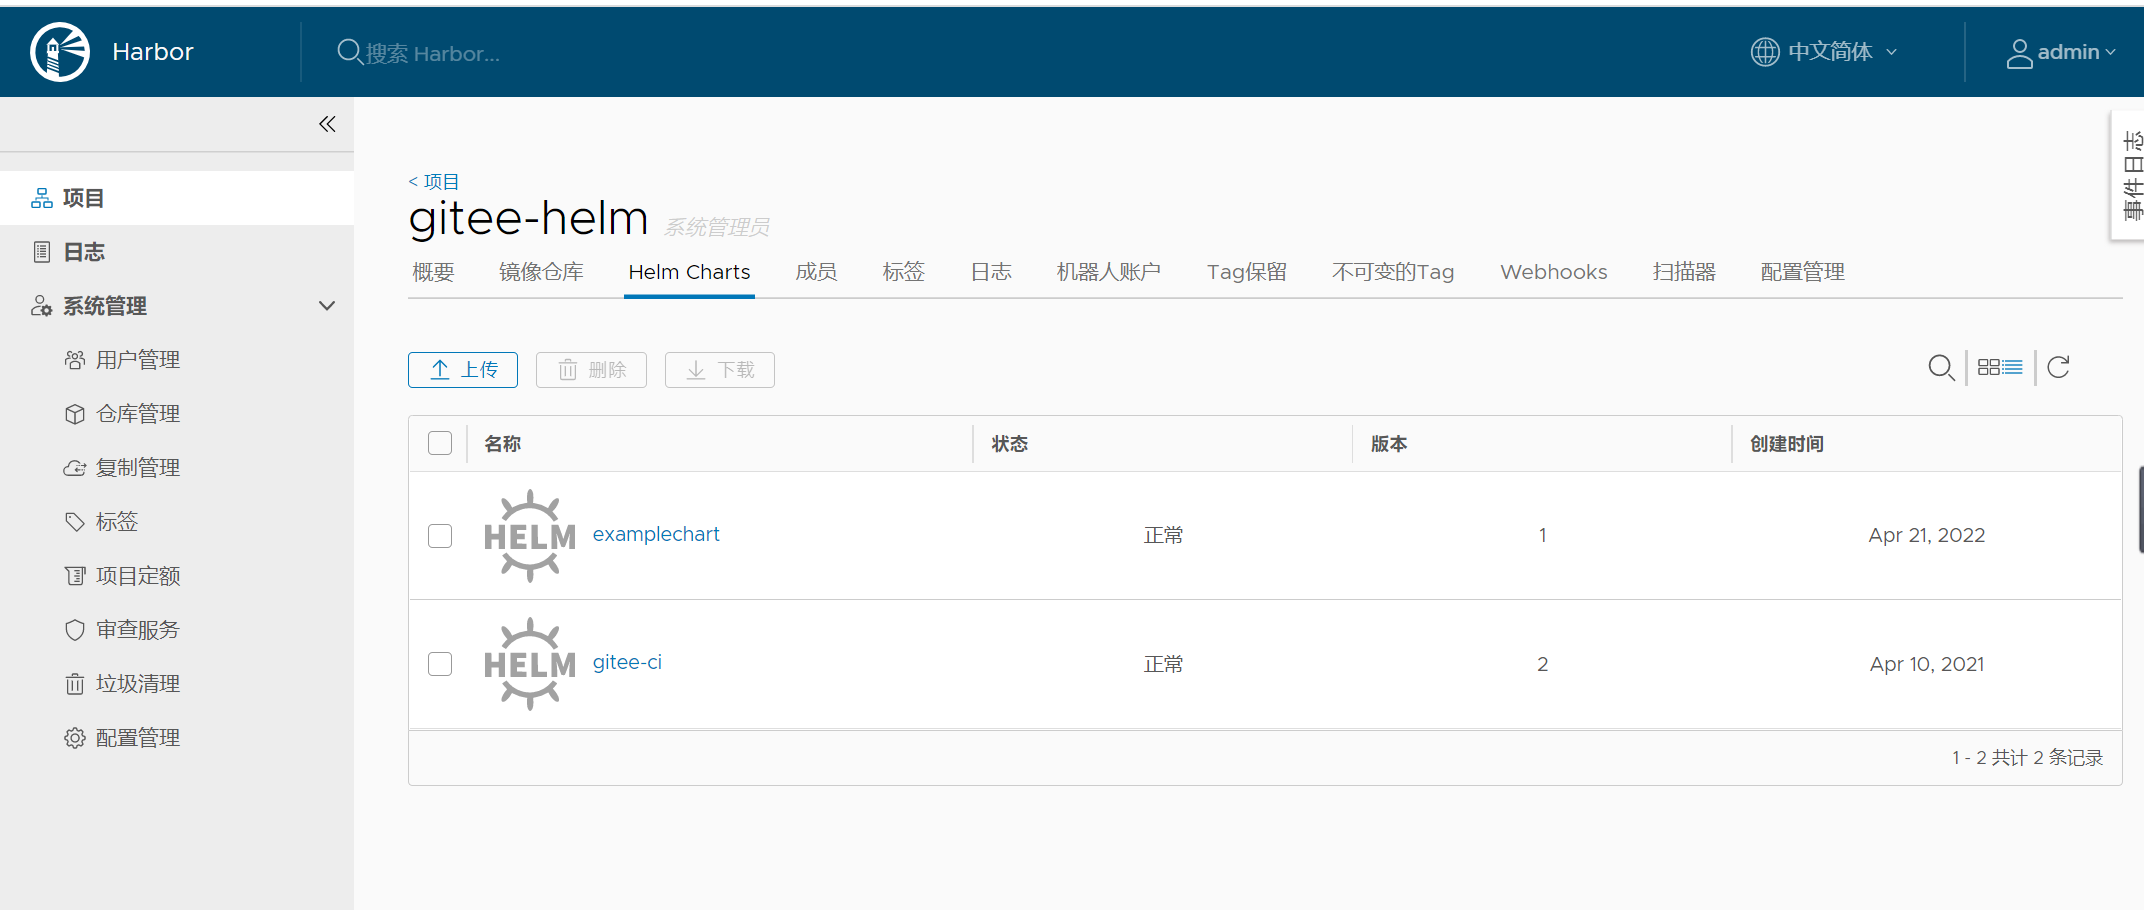 Harbor
搜索 Harbor...
中文简体
admin
事件日志
项目
日志
系统管理
用户管理
仓库管理
复制管理
标签
项目定额
审查服务
垃圾清理
配置管理
< 项目
gitee-helm 系统管理员
概要 镜像仓库 Helm Charts 成员 标签 日志 机器人账户 Tag保留 不可变的Tag Webhooks 扫描器 配置管理
上传 删除 下载
名称 状态 版本 创建时间
HELM examplechart 正常 1 Apr 21, 2022
HELM gitee-ci 正常 2 Apr 10, 2021
1 - 2 共计 2 条记录